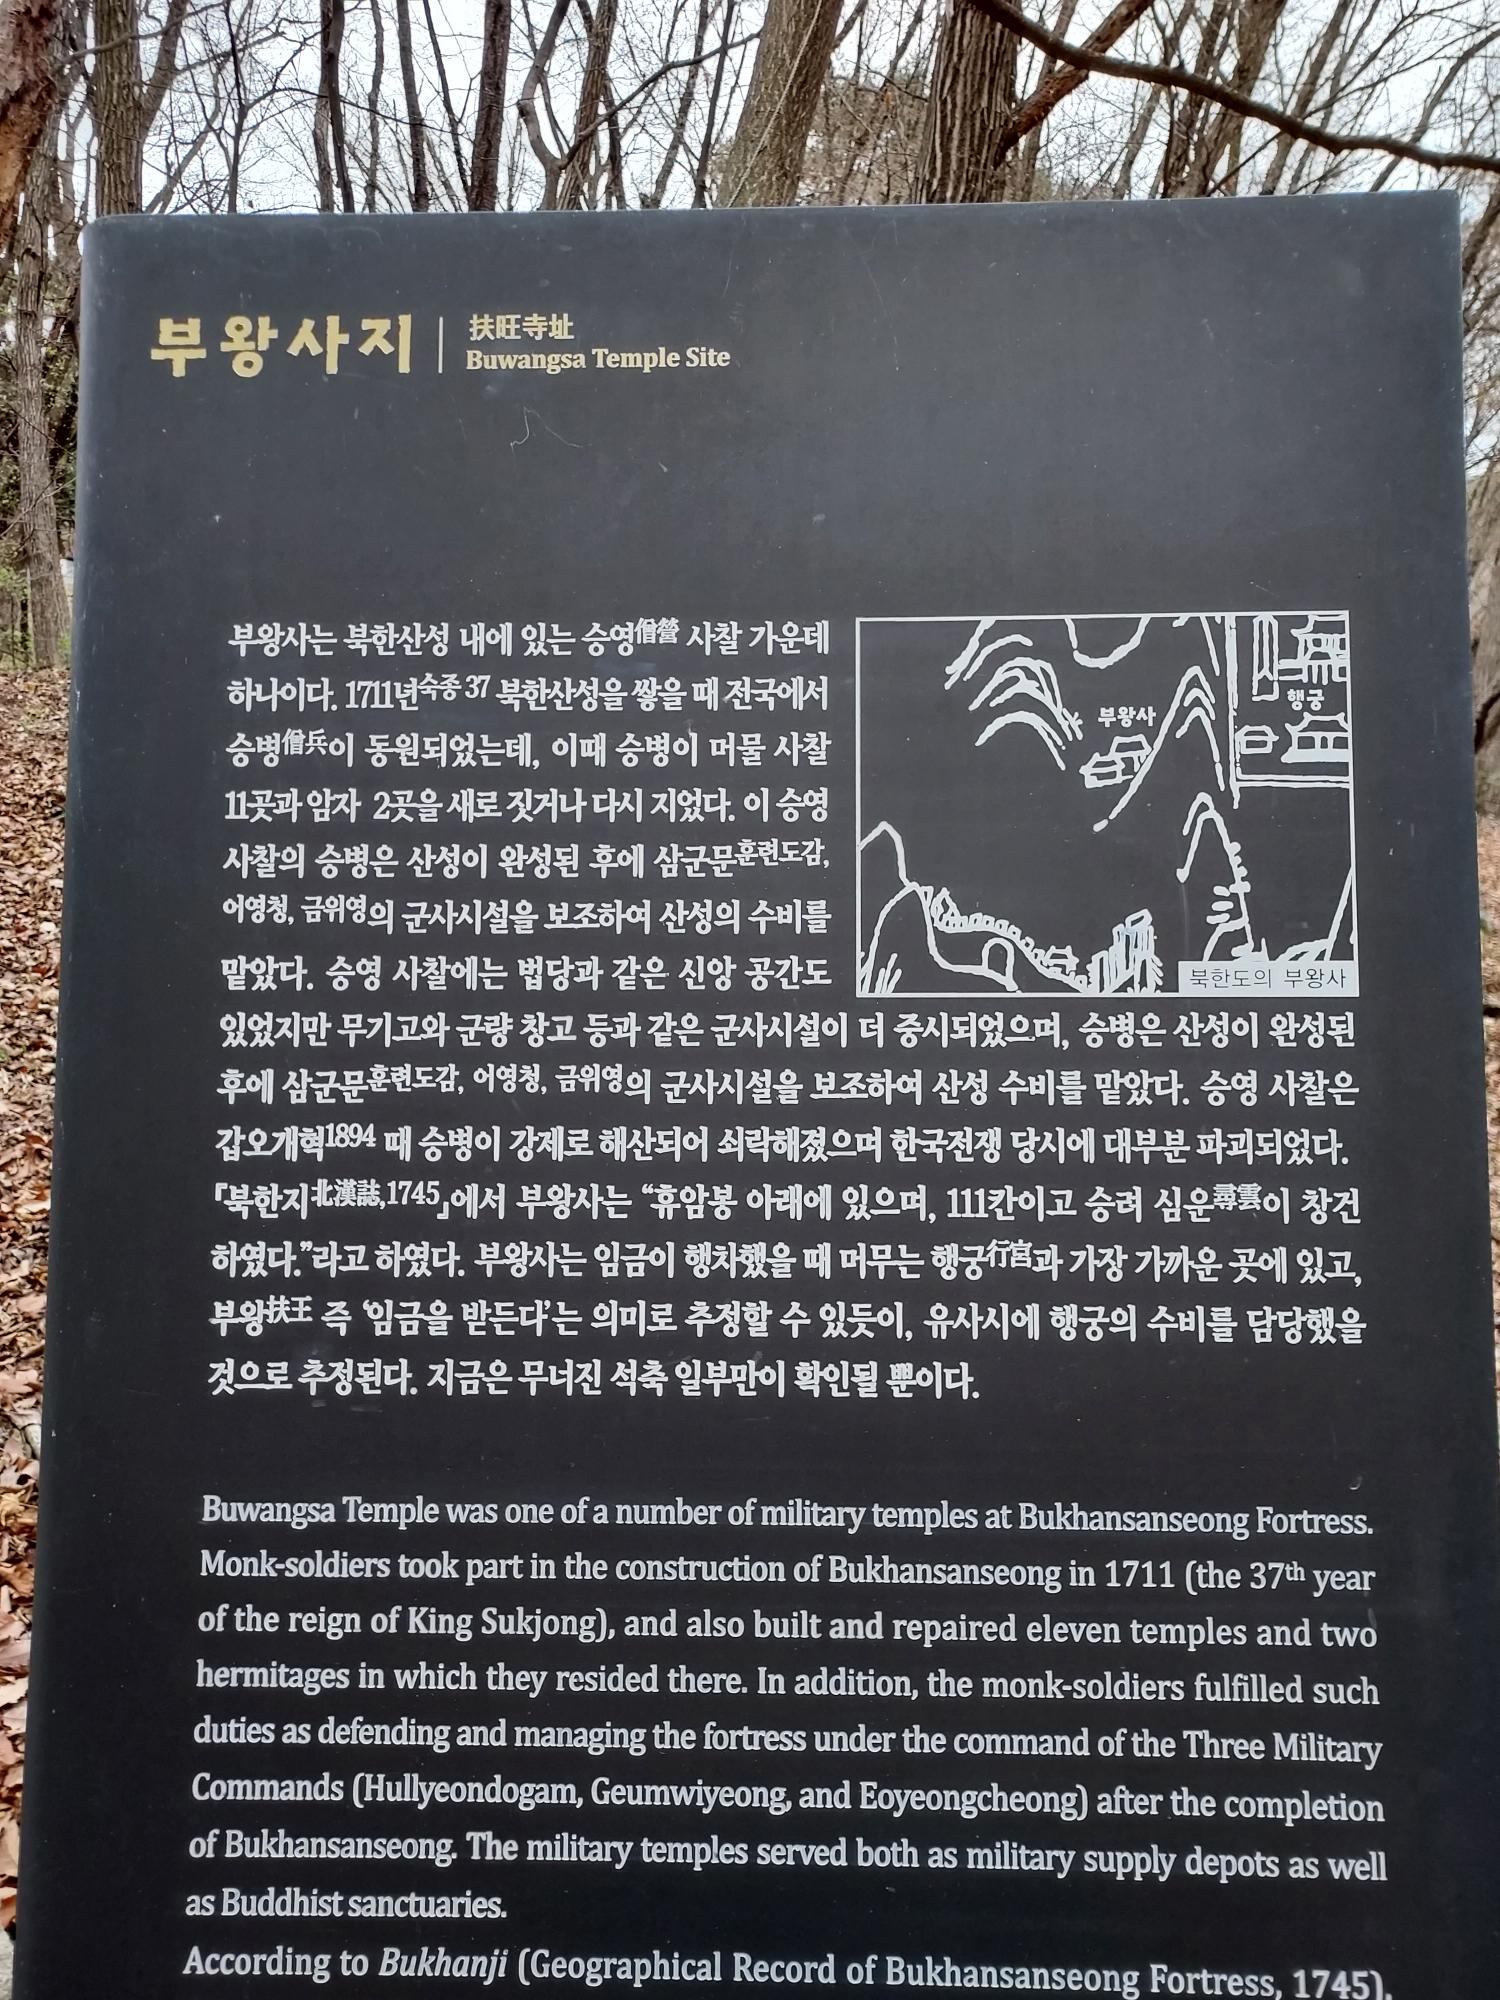 부왕사지
扶旺寺址
Buwangsa Temple Site
부왕사는 북한산성 내에 있는 승영僧營 사찰 가운데
하나이다. 1711년숙종 37 북한산성을 쌓을 때 전국에서
승병僧兵이 동원되었는데, 이때 승병이 머물 사찰
11곳과 암자 2곳을 새로 짓거나 다시 지었다. 이 승영
사찰의 승병은 산성이 완성된 후에 삼군문훈련도감,
어영청, 금위영의 군사시설을 보조하여 산성의 수비를
맡았다. 승영 사찰에는 법당과 같은 신앙 공간도
있었지만 무기고와 군량 창고 등과 같은 군사시설이 더 중시되었으며, 승병은 산성이 완성된
후에 삼군문훈련도감, 어영청, 금위영의 군사시설을 보조하여 산성 수비를 맡았다. 승영 사찰은
갑오개혁1894 때 승병이 강제로 해산되어 쇠락해졌으며 한국전쟁 당시에 대부분 파괴되었다.
『북한지北漢誌,1745』에서 부왕사는 “휴암봉 아래에 있으며, 111칸이고 승려 심운尋雲이 창건
하였다.”라고 하였다. 부왕사는 임금이 행차했을 때 머무는 행궁行宮과 가장 가까운 곳에 있고,
부왕扶王 즉 ‘임금을 받든다’는 의미로 추정할 수 있듯이, 유사시에 행궁의 수비를 담당했을
것으로 추정된다. 지금은 무너진 석축 일부만이 확인될 뿐이다.
부왕사
행궁
북한도의 부왕사
Buwangsa Temple was one of a number of military temples at Bukhansanseong Fortress.
Monk-soldiers took part in the construction of Bukhansanseong in 1711 (the 37th year
of the reign of King Sukjong), and also built and repaired eleven temples and two
hermitages in which they resided there. In addition, the monk-soldiers fulfilled such
duties as defending and managing the fortress under the command of the Three Military
Commands (Hullyeondogam, Geumwiyeong, and Eoyeongcheong) after the completion
of Bukhansanseong. The military temples served both as military supply depots as well
as Buddhist sanctuaries.
According to Bukhanji (Geographical Record of Bukhansanseong Fortress, 1745),